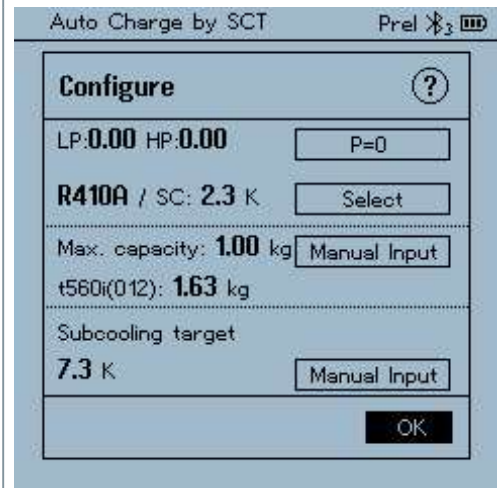 Auto Charge by SCT Prel 3
Configure ?
LP:0.00 HP:0.00 P=0
R410A / SC: 2.3 K Select
Max. capacity: 1.00 kg Manual Input
t560i(012): 1.63 kg
Subcooling target
7.3 K Manual Input
OK